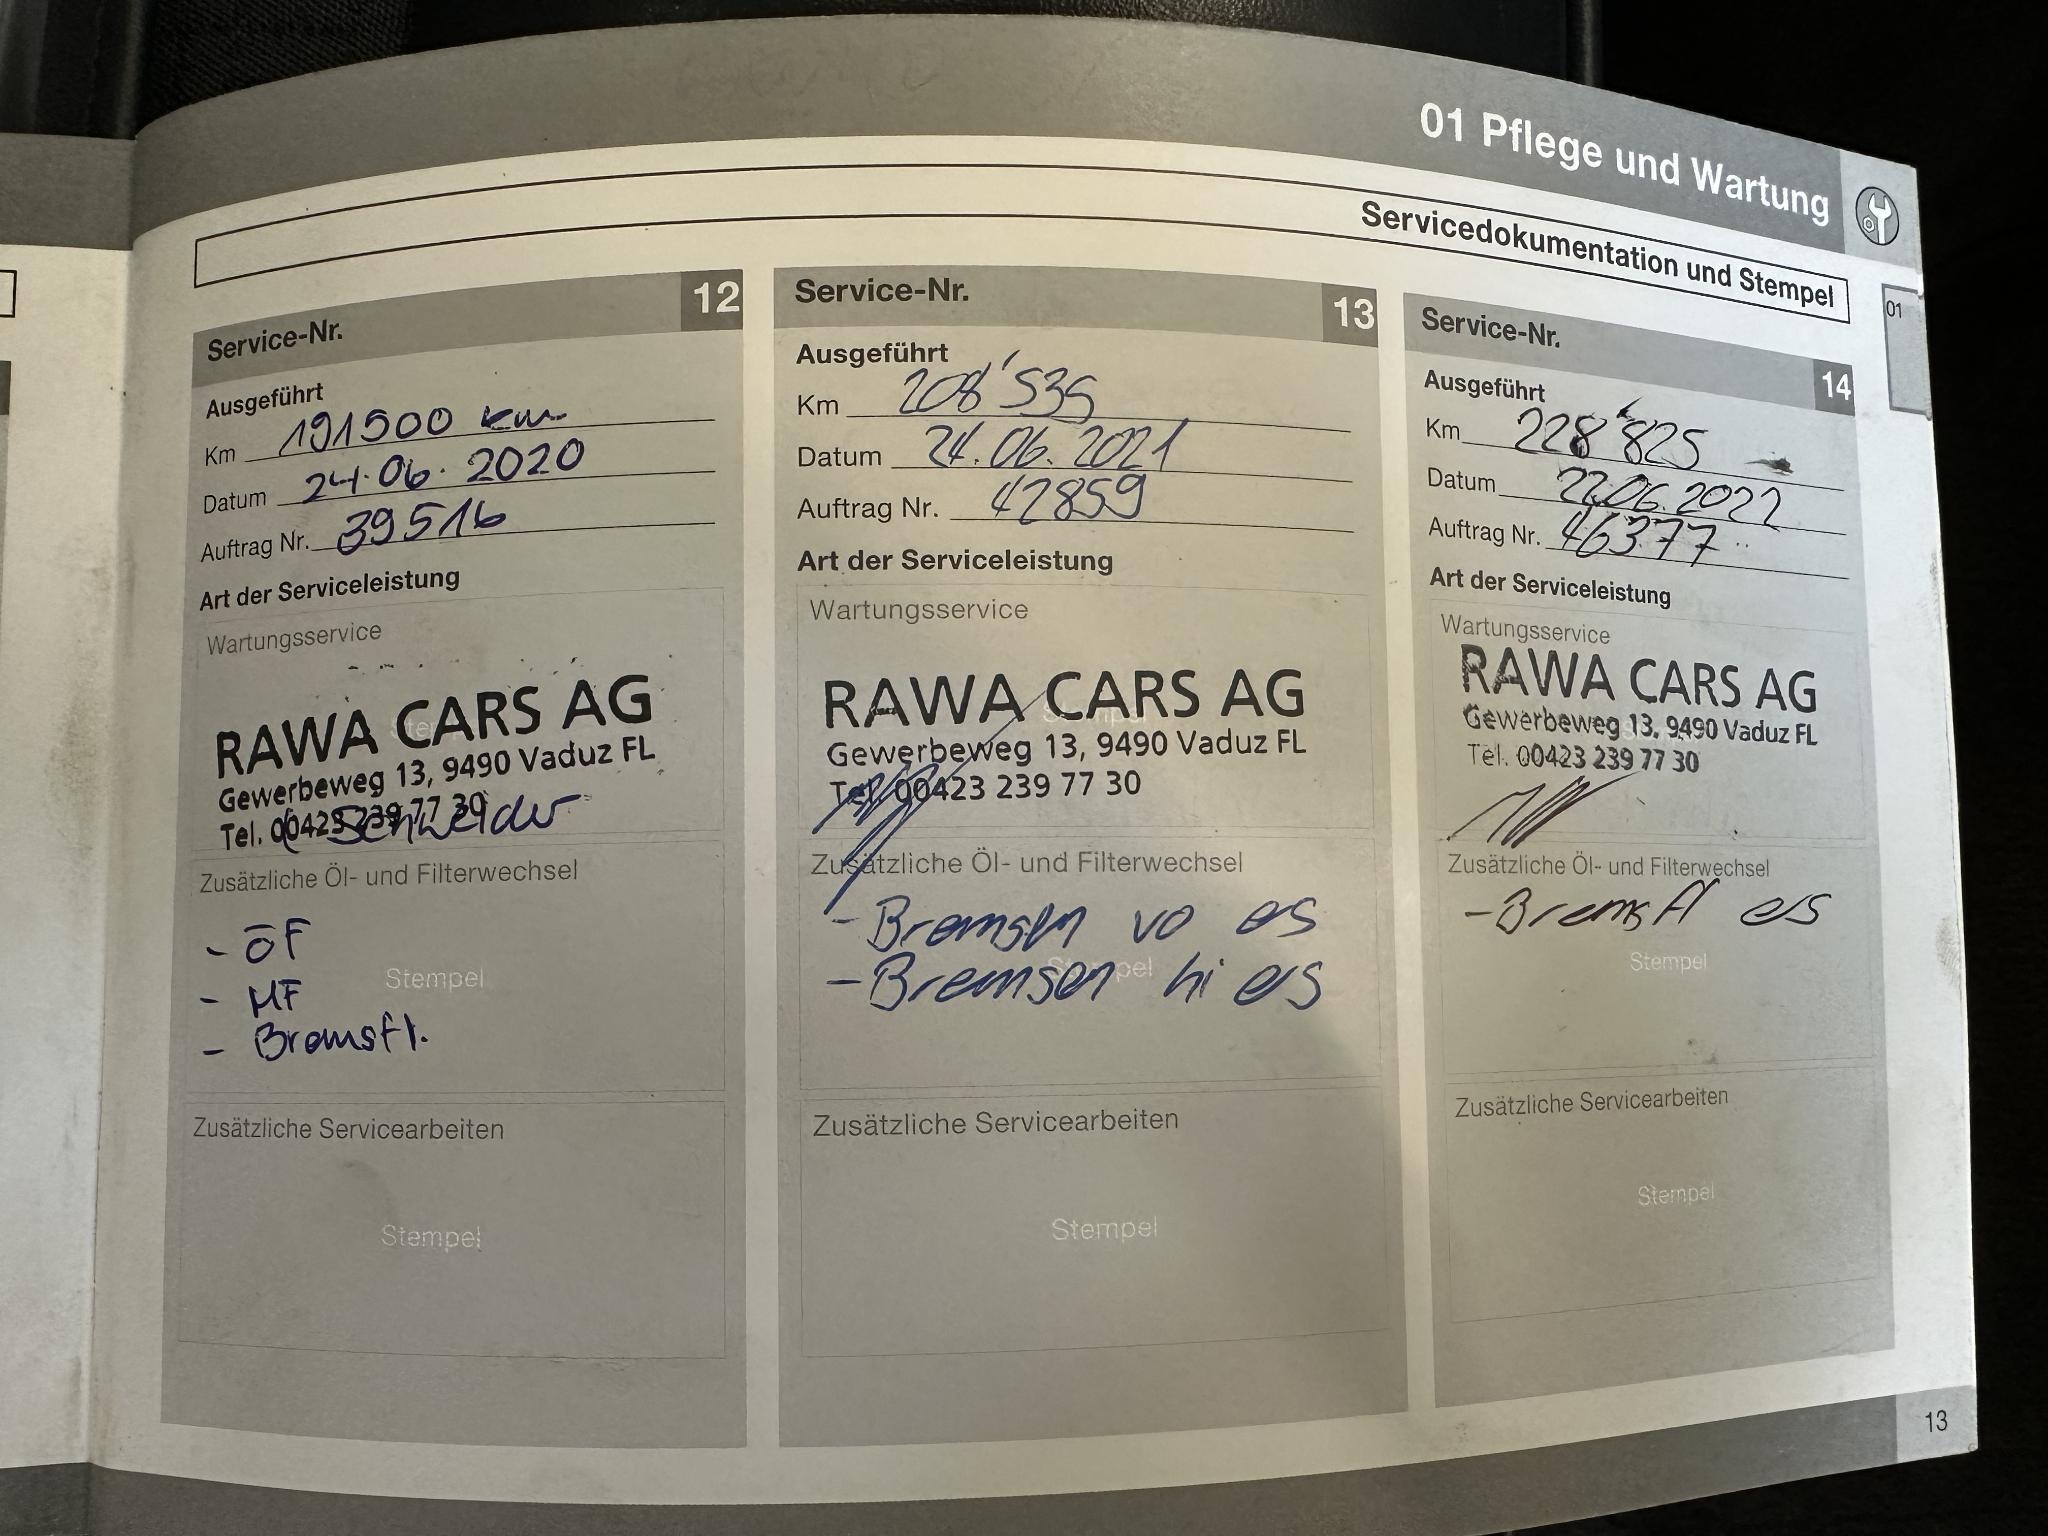 01 Pflege und Wartung
Servicedokumentation und Stempel
01
Service-Nr. 12
Ausgeführt
Km 191500 km
Datum 24.06.2020
Auftrag Nr. 39516
Art der Serviceleistung
Wartungsservice
Stempel
RAWA CARS AG
Gewerbeweg 13, 9490 Vaduz FL
Tel. 00423 239 77 30
Zusätzliche Öl- und Filterwechsel
- ÖF
- MF
Stempel
- Bremsfl.
Zusätzliche Servicearbeiten
Stempel
Service-Nr. 13
Ausgeführt
Km 208'535
Datum 24.06.2021
Auftrag Nr. 42859
Art der Serviceleistung
Wartungsservice
Stempel
RAWA CARS AG
Gewerbeweg 13, 9490 Vaduz FL
Tel. 00423 239 77 30
Zusätzliche Öl- und Filterwechsel
- Bremsen vo ers
- Bremsen hi ers
Stempel
Zusätzliche Servicearbeiten
Stempel
Service-Nr. 14
Ausgeführt
Km 228'825
Datum 22.06.2022
Auftrag Nr. 46377
Art der Serviceleistung
Wartungsservice
RAWA CARS AG
Gewerbeweg 13, 9490 Vaduz FL
Tel. 00423 239 77 30
Zusätzliche Öl- und Filterwechsel
- Bremsfl ers
Stempel
Zusätzliche Servicearbeiten
Stempel
13